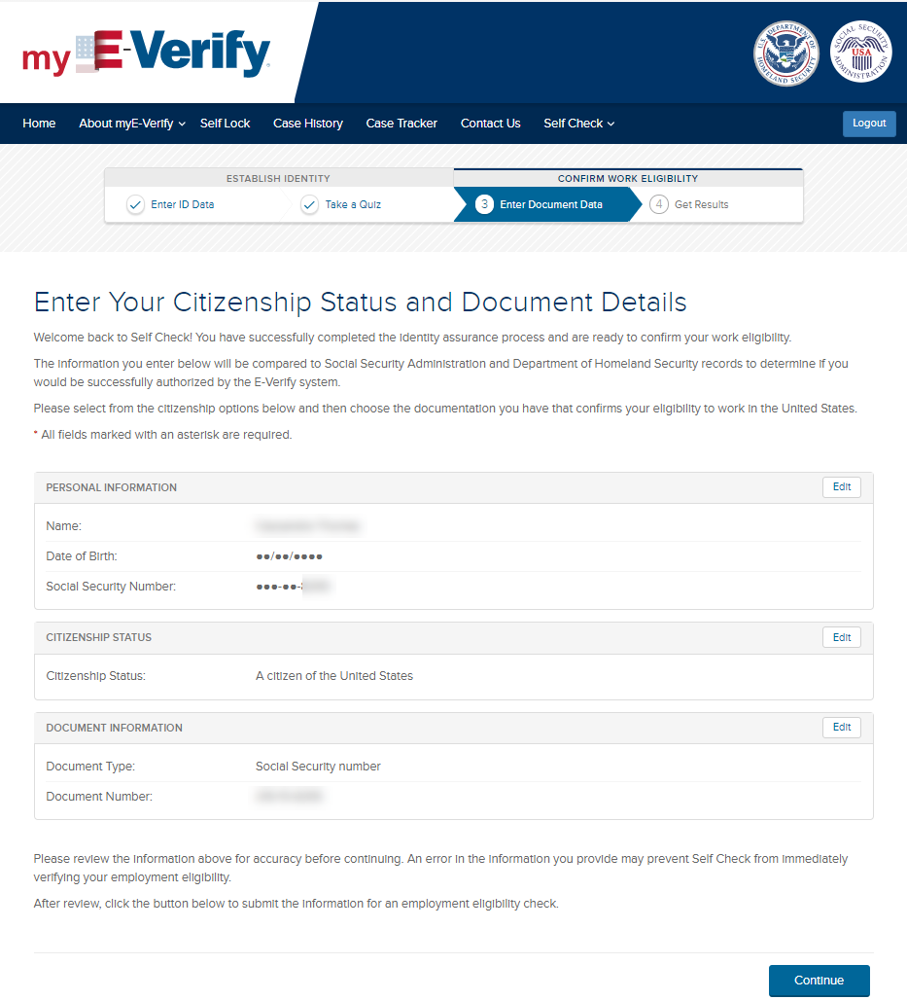 my E-Verify®
U.S. DEPARTMENT OF HOMELAND SECURITY
SOCIAL SECURITY ADMINISTRATION
USA
Home About myE-Verify Self Lock Case History Case Tracker Contact Us Self Check Logout
ESTABLISH IDENTITY CONFIRM WORK ELIGIBILITY
Enter ID Data Take a Quiz 3 Enter Document Data 4 Get Results
Enter Your Citizenship Status and Document Details
Welcome back to Self Check! You have successfully completed the identity assurance process and are ready to confirm your work eligibility.
The information you enter below will be compared to Social Security Administration and Department of Homeland Security records to determine if you
would be successfully authorized by the E-Verify system.
Please select from the citizenship options below and then choose the documentation you have that confirms your eligibility to work in the United States.
* All fields marked with an asterisk are required.
PERSONAL INFORMATION Edit
Name:
Date of Birth: ●●/●●/●●●●
Social Security Number: ●●●-●●-
CITIZENSHIP STATUS Edit
Citizenship Status: A citizen of the United States
DOCUMENT INFORMATION Edit
Document Type: Social Security number
Document Number:
Please review the information above for accuracy before continuing. An error in the information you provide may prevent Self Check from immediately
verifying your employment eligibility.
After review, click the button below to submit the information for an employment eligibility check.
Continue